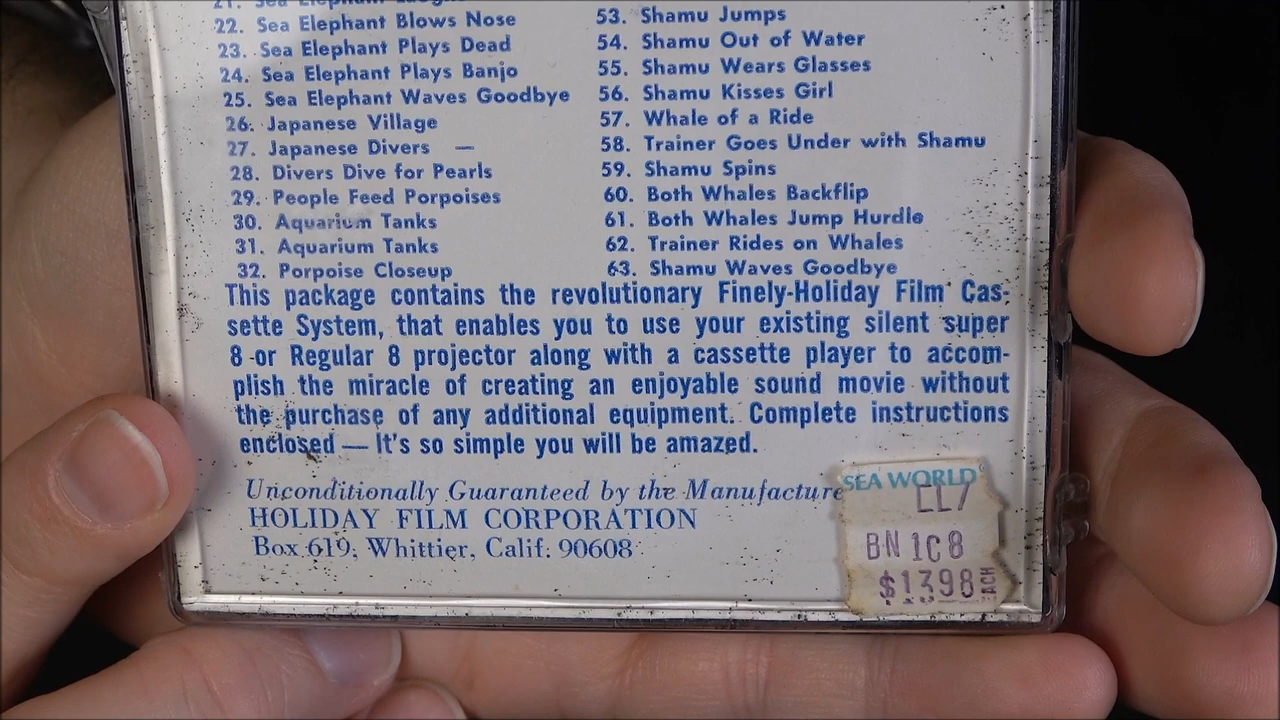 21. Sea Elephant Laughs
22. Sea Elephant Blows Nose
23. Sea Elephant Plays Dead
24. Sea Elephant Plays Banjo
25. Sea Elephant Waves Goodbye
26. Japanese Village
27. Japanese Divers —
28. Divers Dive for Pearls
29. People Feed Porpoises
30. Aquarium Tanks
31. Aquarium Tanks
32. Porpoise Closeup
53. Shamu Jumps
54. Shamu Out of Water
55. Shamu Wears Glasses
56. Shamu Kisses Girl
57. Whale of a Ride
58. Trainer Goes Under with Shamu
59. Shamu Spins
60. Both Whales Backflip
61. Both Whales Jump Hurdle
62. Trainer Rides on Whales
63. Shamu Waves Goodbye
This package contains the revolutionary Finely-Holiday Film Cas-
sette System, that enables you to use your existing silent super
8 or Regular 8 projector along with a cassette player to accom-
plish the miracle of creating an enjoyable sound movie without
the purchase of any additional equipment. Complete instructions
enclosed — It's so simple you will be amazed.
Unconditionally Guaranteed by the Manufacture
HOLIDAY FILM CORPORATION
Box 619, Whittier, Calif. 90608
SEA WORLD
LL7
BN 1C8
$1398 EACH